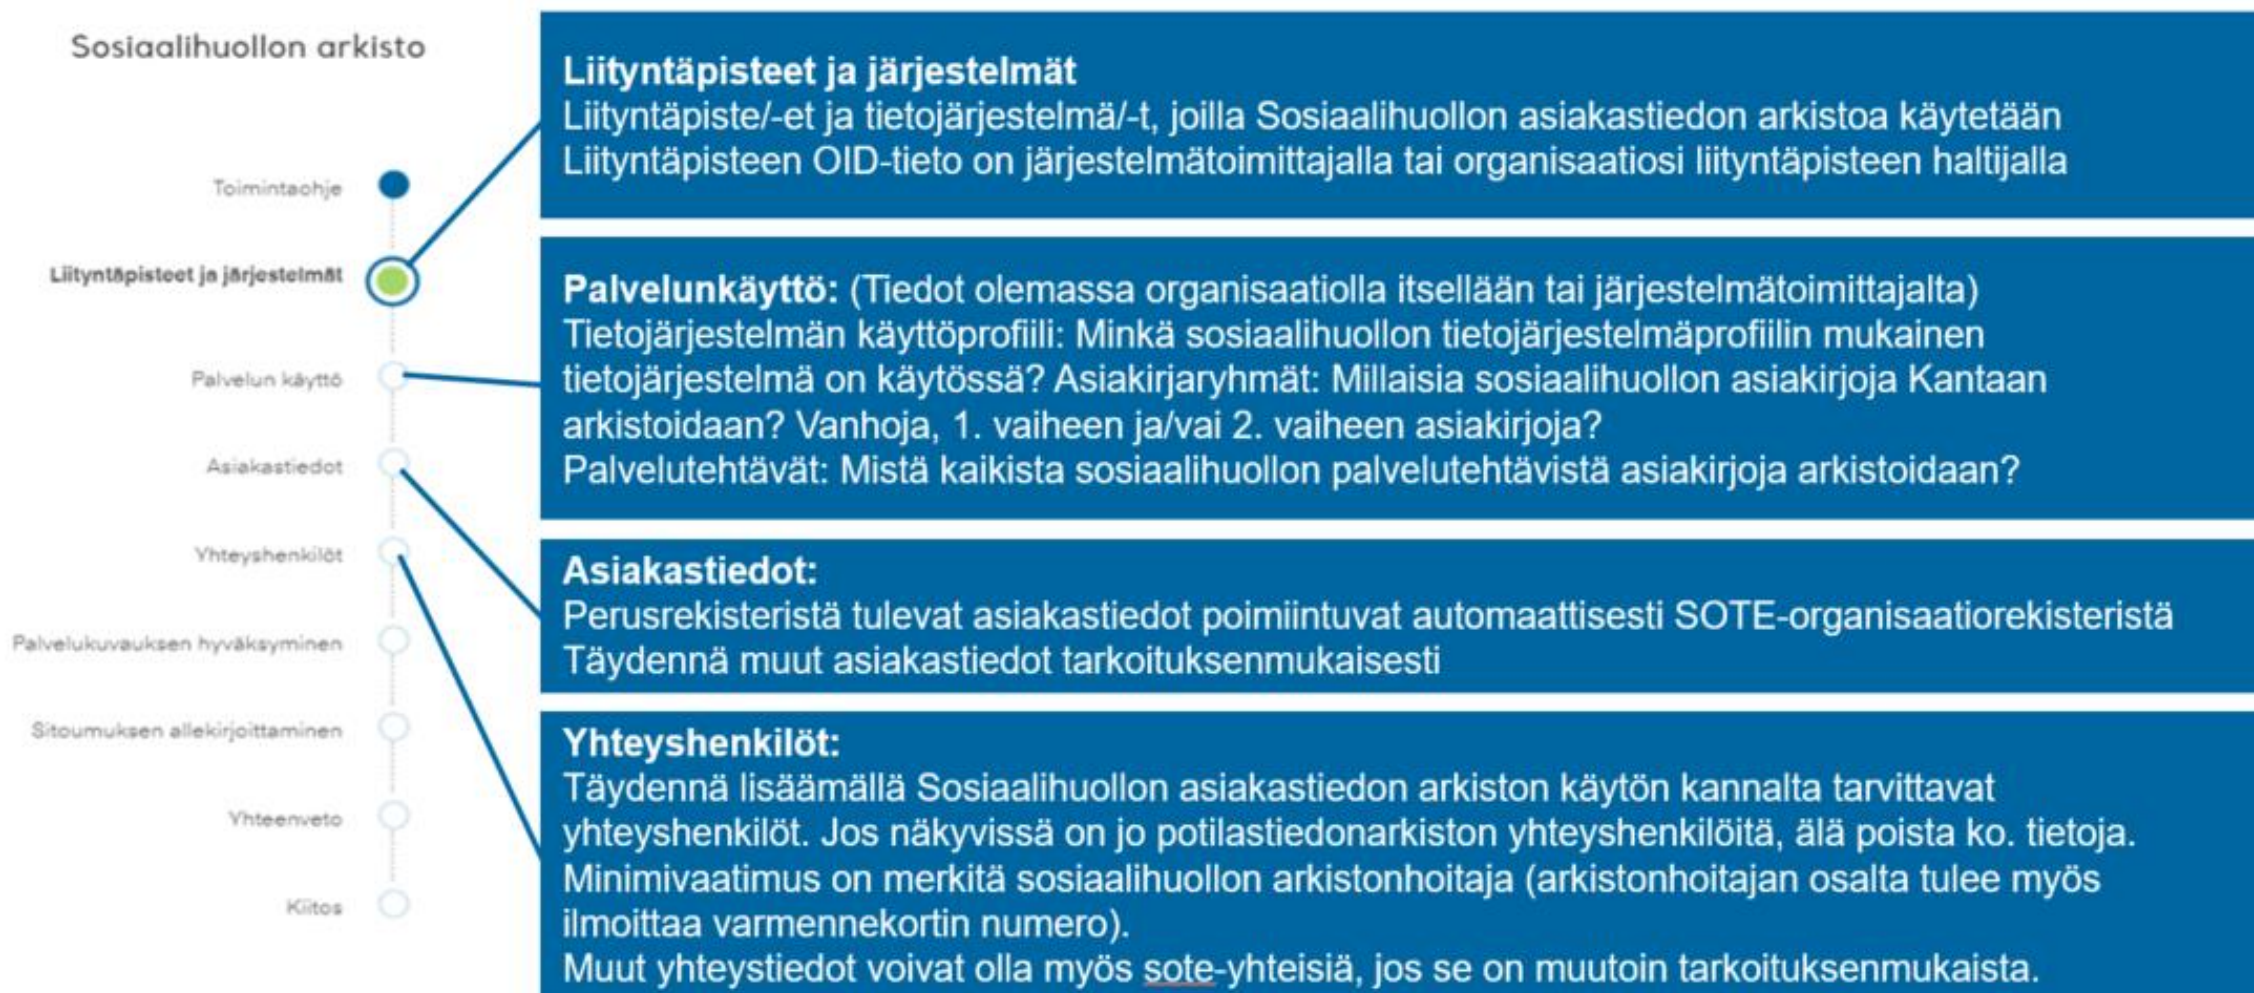 Sosiaalihuollon arkisto
Toimintaohje
Liityntäpisteet ja järjestelmät
Palvelun käyttö
Asiakastiedot
Yhteyshenkilöt
Palvelukuvauksen hyväksyminen
Sitoumuksen allekirjoittaminen
Yhteenveto
Kiitos
Liityntäpisteet ja järjestelmät
Liityntäpiste/-et ja tietojärjestelmä/-t, joilla Sosiaalihuollon asiakastiedon arkistoa käytetään
Liityntäpisteen OID-tieto on järjestelmätoimittajalla tai organisaatiosi liityntäpisteen haltijalla
Palvelunkäyttö: (Tiedot olemassa organisaatiolla itsellään tai järjestelmätoimittajalta)
Tietojärjestelmän käyttöprofiili: Minkä sosiaalihuollon tietojärjestelmäprofiilin mukainen
tietojärjestelmä on käytössä? Asiakirjaryhmät: Millaisia sosiaalihuollon asiakirjoja Kantaan
arkistoidaan? Vanhoja, 1. vaiheen ja/vai 2. vaiheen asiakirjoja?
Palvelutehtävät: Mistä kaikista sosiaalihuollon palvelutehtävistä asiakirjoja arkistoidaan?
Asiakastiedot:
Perusrekisteristä tulevat asiakastiedot poimiintuvat automaattisesti SOTE-organisaatiorekisteristä
Täydennä muut asiakastiedot tarkoituksenmukaisesti
Yhteyshenkilöt:
Täydennä lisäämällä Sosiaalihuollon asiakastiedon arkiston käytön kannalta tarvittavat
yhteyshenkilöt. Jos näkyvissä on jo potilastiedonarkiston yhteyshenkilöitä, älä poista ko. tietoja.
Minimivaatimus on merkitä sosiaalihuollon arkistonhoitaja (arkistonhoitajan osalta tulee myös
ilmoittaa varmennekortin numero).
Muut yhteystiedot voivat olla myös sote-yhteisiä, jos se on muutoin tarkoituksenmukaista.